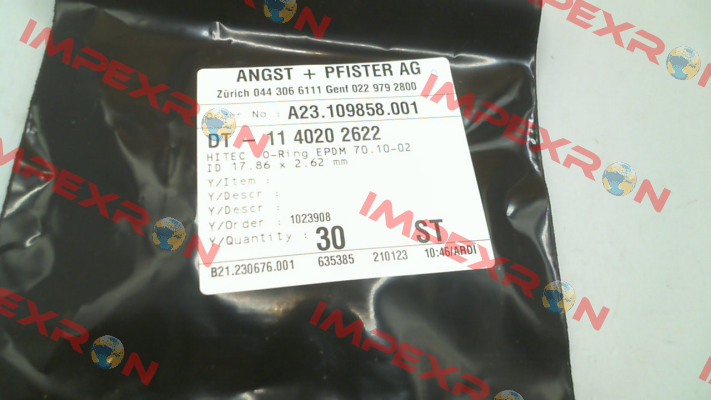 ANGST + PFISTER AG
Zürich 044 306 6111 Genf 022 979 2800
er No : A23.109858.001
DT - 11 4020 2622
HITEC O-Ring EPDM 70.10-02
ID 17.86 x 2.62 mm
Y/Item :
Y/Descr :
Y/Descr :
Y/Order : 1023908
Y/Quantity : 30 ST
B21.230676.001 635385 210123 10:46/ARDI
IMPEXRON
IMPEXRON
IMPEXRON
IMPEXRON
IMPEXRON